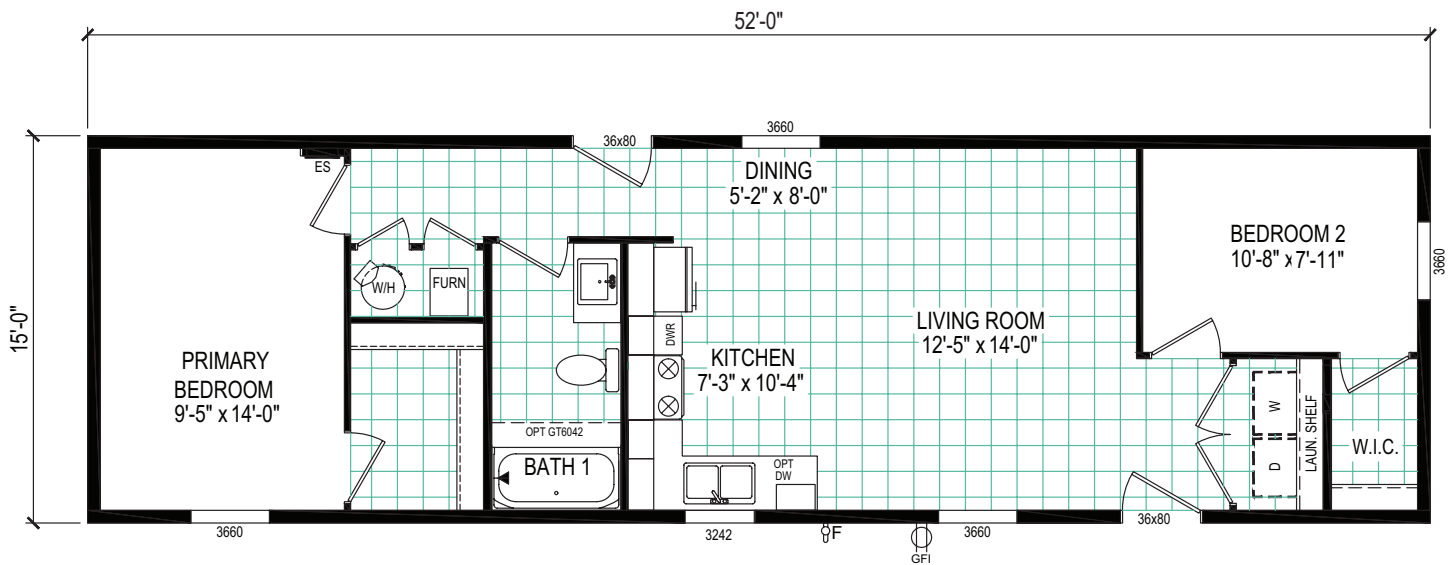 52'-0"
15'-0"
36x80
3660
ES
DINING
5'-2" x 8'-0"
BEDROOM 2
10'-8" x 7'-11"
3660
W/H
FURN
DWR
LIVING ROOM
12'-5" x 14'-0"
KITCHEN
7'-3" x 10'-4"
PRIMARY
BEDROOM
9'-5" x 14'-0"
OPT GT6042
BATH 1
OPT
DW
W
D
LAUN. SHELF
W.I.C.
3660
3242
F
GFI
3660
36x80